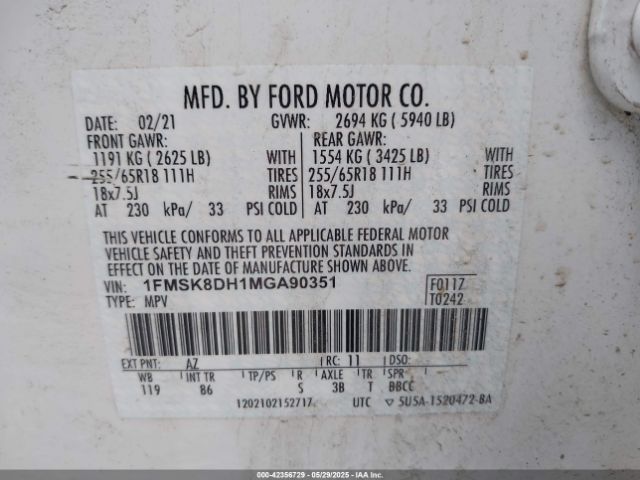 MFD. BY FORD MOTOR CO.
DATE: 02/21 GVWR: 2694 KG ( 5940 LB)
FRONT GAWR: REAR GAWR:
1191 KG ( 2625 LB) WITH 1554 KG ( 3425 LB) WITH
255/65R18 111H TIRES 255/65R18 111H TIRES
18x7.5J RIMS 18x7.5J RIMS
AT 230 kPa/ 33 PSI COLD AT 230 kPa/ 33 PSI COLD
THIS VEHICLE CONFORMS TO ALL APPLICABLE FEDERAL MOTOR
VEHICLE SAFETY AND THEFT PREVENTION STANDARDS IN
EFFECT ON THE DATE OF MANUFACTURE SHOWN ABOVE.
VIN: 1FMSK8DH1MGA90351 F0117
TYPE: MPV T0242
EXT PNT: AZ RC: 11 DSO:
WB INT TR TP/PS R AXLE TR SPR
119 86 S 3B T BBCC
1202102152717 UTC ▽ 5U5A-1520472-BA
000-42356729 - 05/29/2025 - IAAI.COM